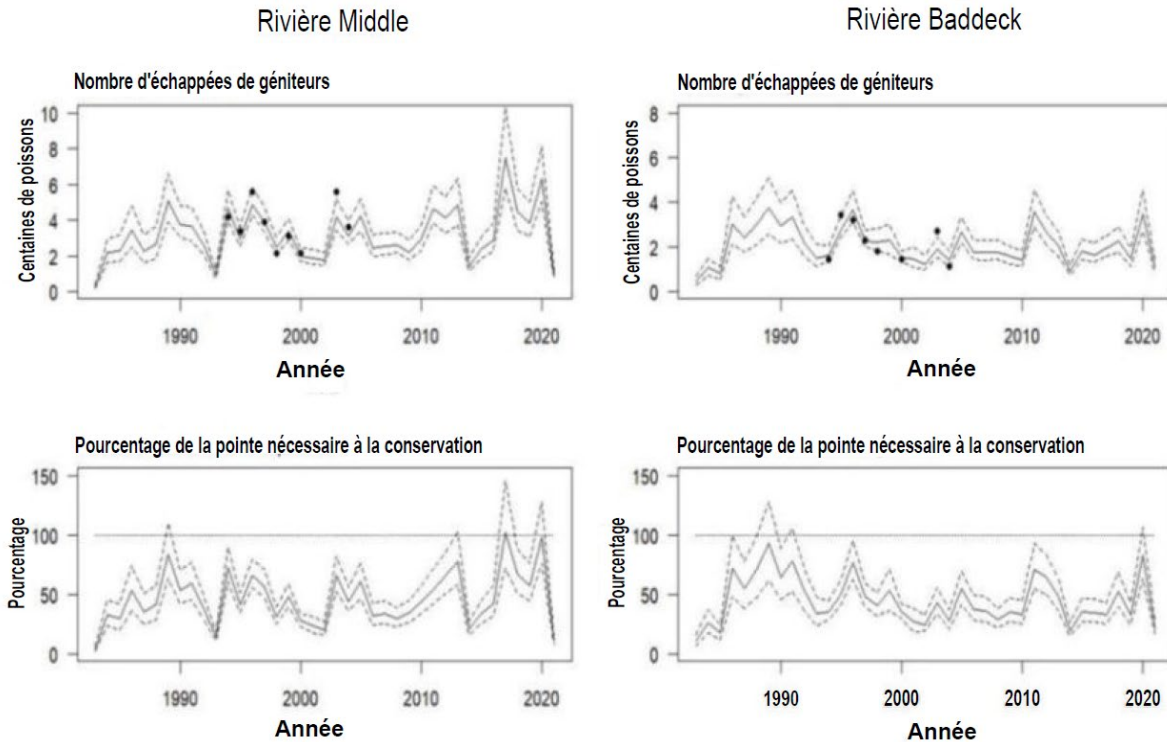 Rivière Middle
Rivière Baddeck
Nombre d'échappées de géniteurs
Centaines de poissons
10
8
6
4
2
0
1990 2000 2010 2020
Année
Nombre d'échappées de géniteurs
Centaines de poissons
8
6
4
2
0
1990 2000 2010 2020
Année
Pourcentage de la pointe nécessaire à la conservation
Pourcentage
150
100
50
0
1990 2000 2010 2020
Année
Pourcentage de la pointe nécessaire à la conservation
Pourcentage
150
100
50
0
1990 2000 2010 2020
Année